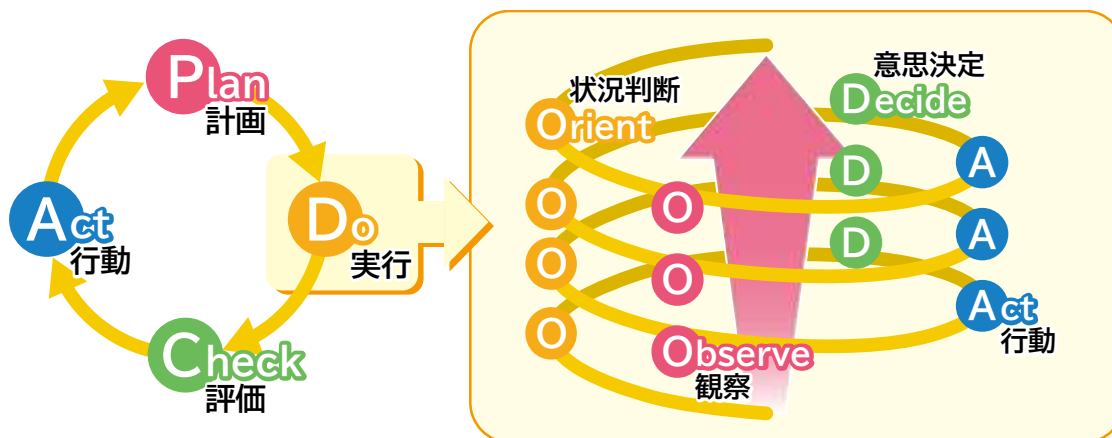 Plan
計画
Do
実行
Check
評価
Act
行動
状況判断
Orient
意思決定
Decide
A
D
O
O
A
D
O
O
Act
行動
O
Observe
観察